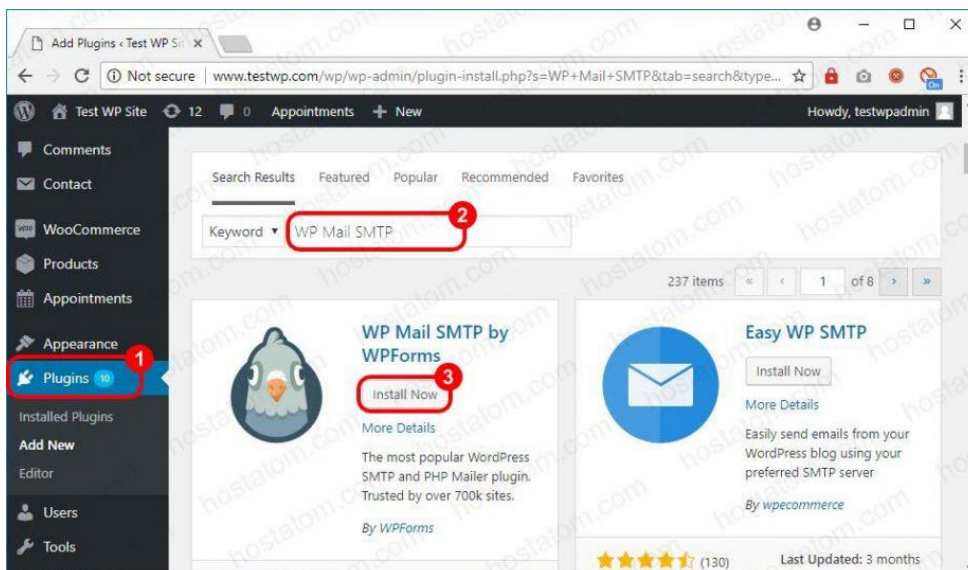 Add Plugins ‹ Test WP Si
Not secure www.testwp.com/wp/wp-admin/plugin-install.php?s=WP+Mail+SMTP&tab=search&type...
On
Test WP Site 12 0 Appointments + New Howdy, testwpadmin
Comments
Contact
WooCommerce
Products
Appointments
Appearance
1
Plugins 10
Installed Plugins
Add New
Editor
Users
Tools
Search Results Featured Popular Recommended Favorites
Keyword WP Mail SMTP 2
237 items « ‹ 1 of 8 › »
WP Mail SMTP by
WPForms
3
Install Now
More Details
The most popular WordPress
SMTP and PHP Mailer plugin.
Trusted by over 700k sites.
By WPForms
Easy WP SMTP
Install Now
More Details
Easily send emails from your
WordPress blog using your
preferred SMTP server
By wpecommerce
(130) Last Updated: 3 months
hostatom.com